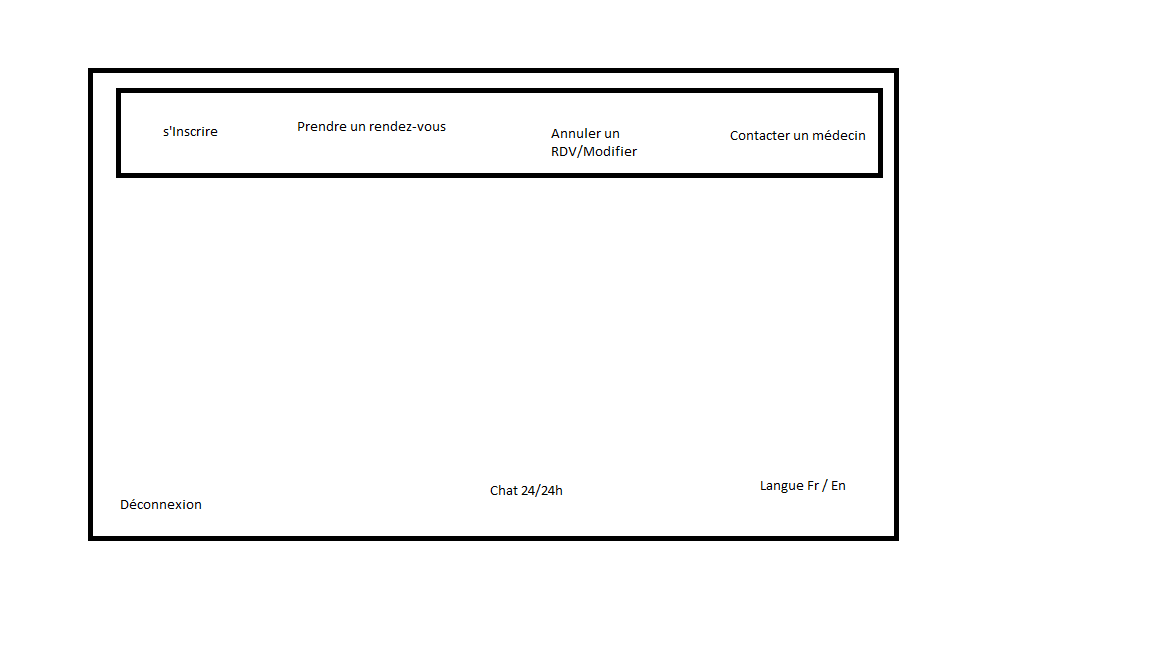 s'Inscrire
Prendre un rendez-vous
Annuler un
RDV/Modifier
Contacter un médecin
Déconnexion
Chat 24/24h
Langue Fr / En